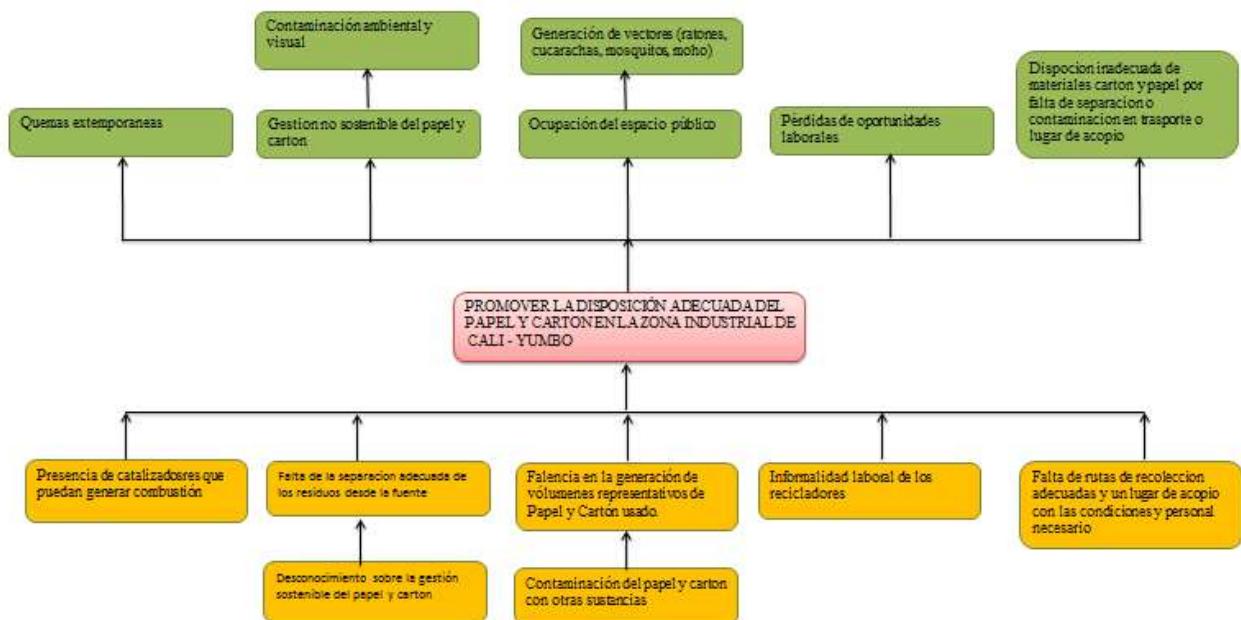 Contaminación ambiental y
visual
Generación de vectores (ratones,
cucarachas, mosquitos, moho)
Quemas extemporaneas
Gestion no sostenible del papel y
carton
Ocupación del espacio público
Pérdidas de oportunidades
laborales
Dispocion inadecuada de
materiales carton y papel por
falta de separacion o
contaminacion en trasporte o
lugar de acopio
PROMOVER LA DISPOSICIÓN ADECUADA DEL
PAPEL Y CARTON EN LA ZONA INDUSTRIAL DE
CALI - YUMBO
Presencia de catalizadosres que
puedan generar combustión
Falta de la separacion adecuada de
los residuos desde la fuente
Falencia en la generación de
vólumenes representativos de
Papel y Cartón usado.
Informalidad laboral de los
recicladores
Falta de rutas de recoleccion
adecuadas y un lugar de acopio
con las condiciones y personal
necesario
Desconocimiento sobre la gestión
sostenible del papel y carton
Contaminación del papel y carton
con otras sustancias